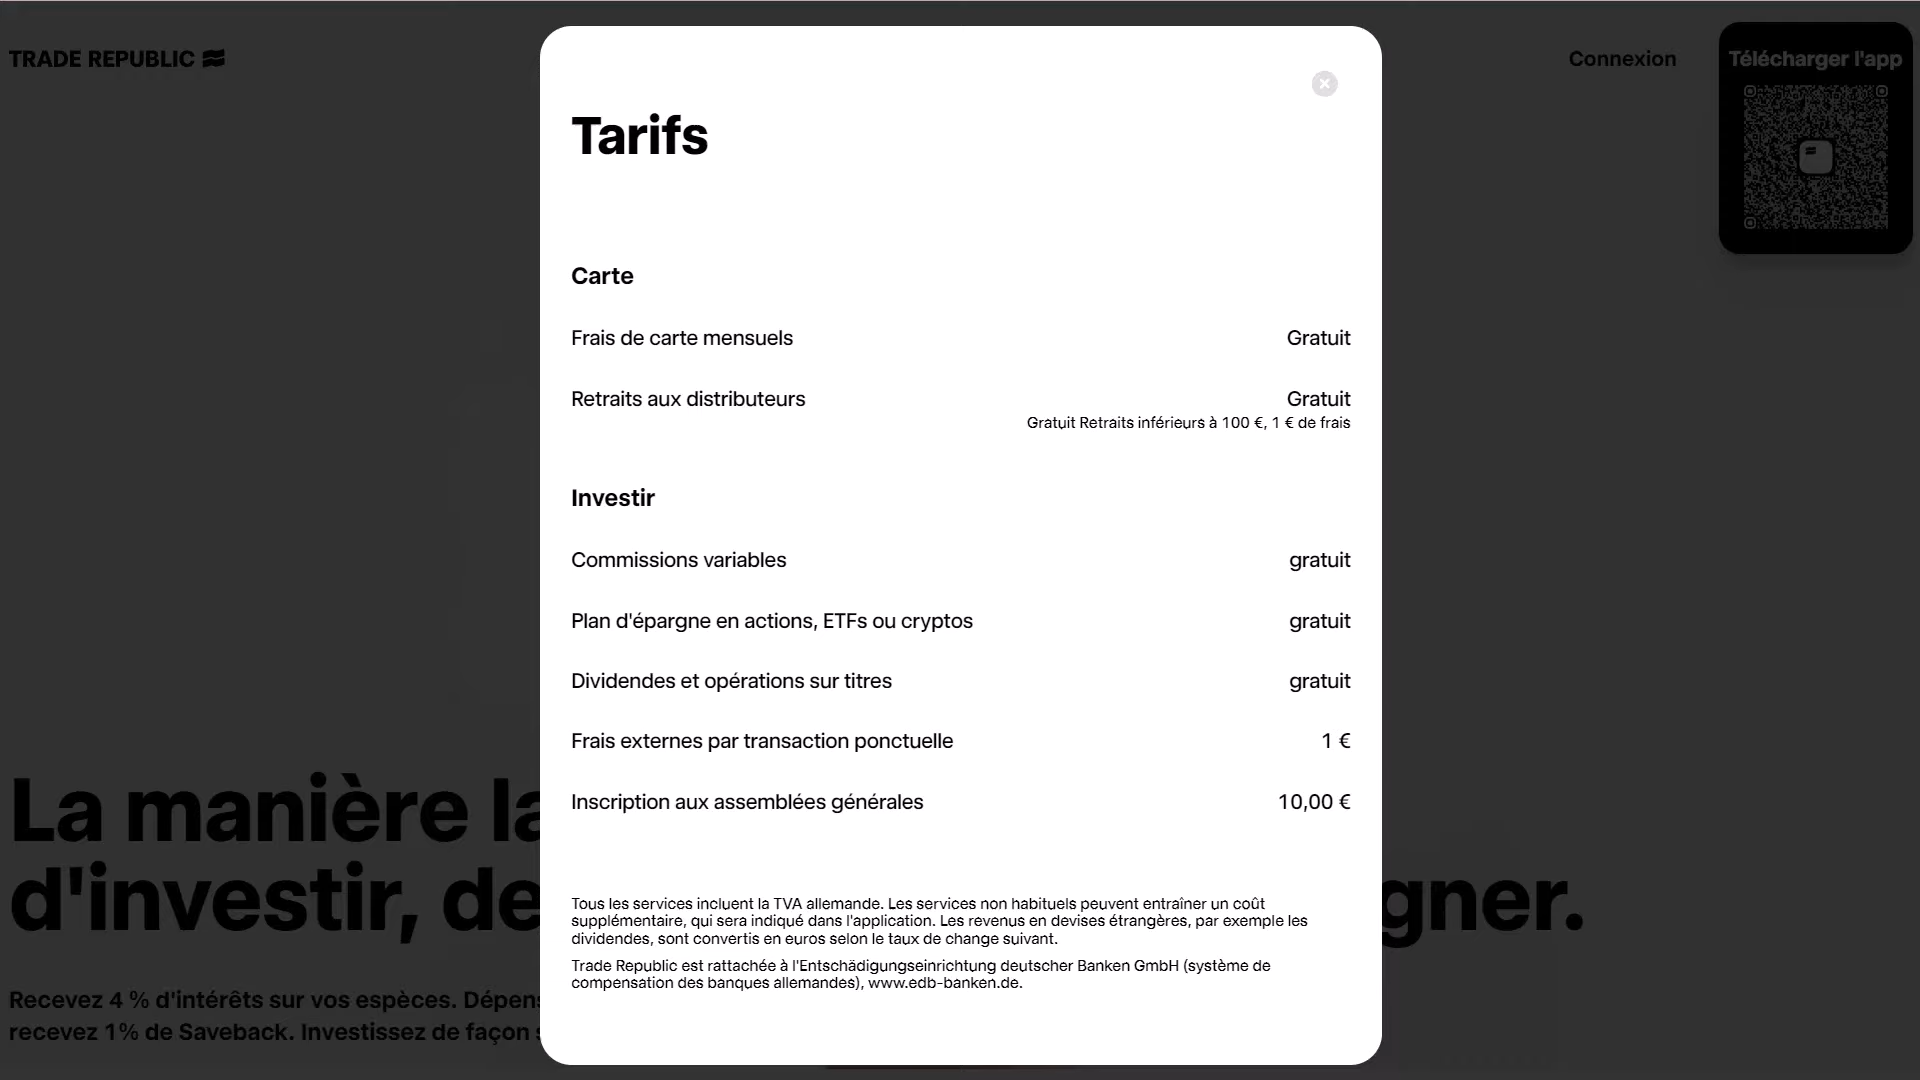 TRADE REPUBLIC
Connexion
Télécharger l'app
Tarifs
Carte
Frais de carte mensuels
Gratuit
Retraits aux distributeurs
Gratuit
Gratuit Retraits inférieurs à 100 €, 1 € de frais
Investir
Commissions variables
gratuit
Plan d'épargne en actions, ETFs ou cryptos
gratuit
Dividendes et opérations sur titres
gratuit
Frais externes par transaction ponctuelle
1 €
Inscription aux assemblées générales
10,00 €
Tous les services incluent la TVA allemande. Les services non habituels peuvent entraîner un coût
supplémentaire, qui sera indiqué dans l'application. Les revenus en devises étrangères, par exemple les
dividendes, sont convertis en euros selon le taux de change suivant.
Trade Republic est rattachée à l'Entschädigungseinrichtung deutscher Banken GmbH (système de
compensation des banques allemandes), www.edb-banken.de.
La manière la
d'investir, de
Recevez 4 % d'intérêts sur vos espèces.
recevez 1% de Saveback. Investissez de façon